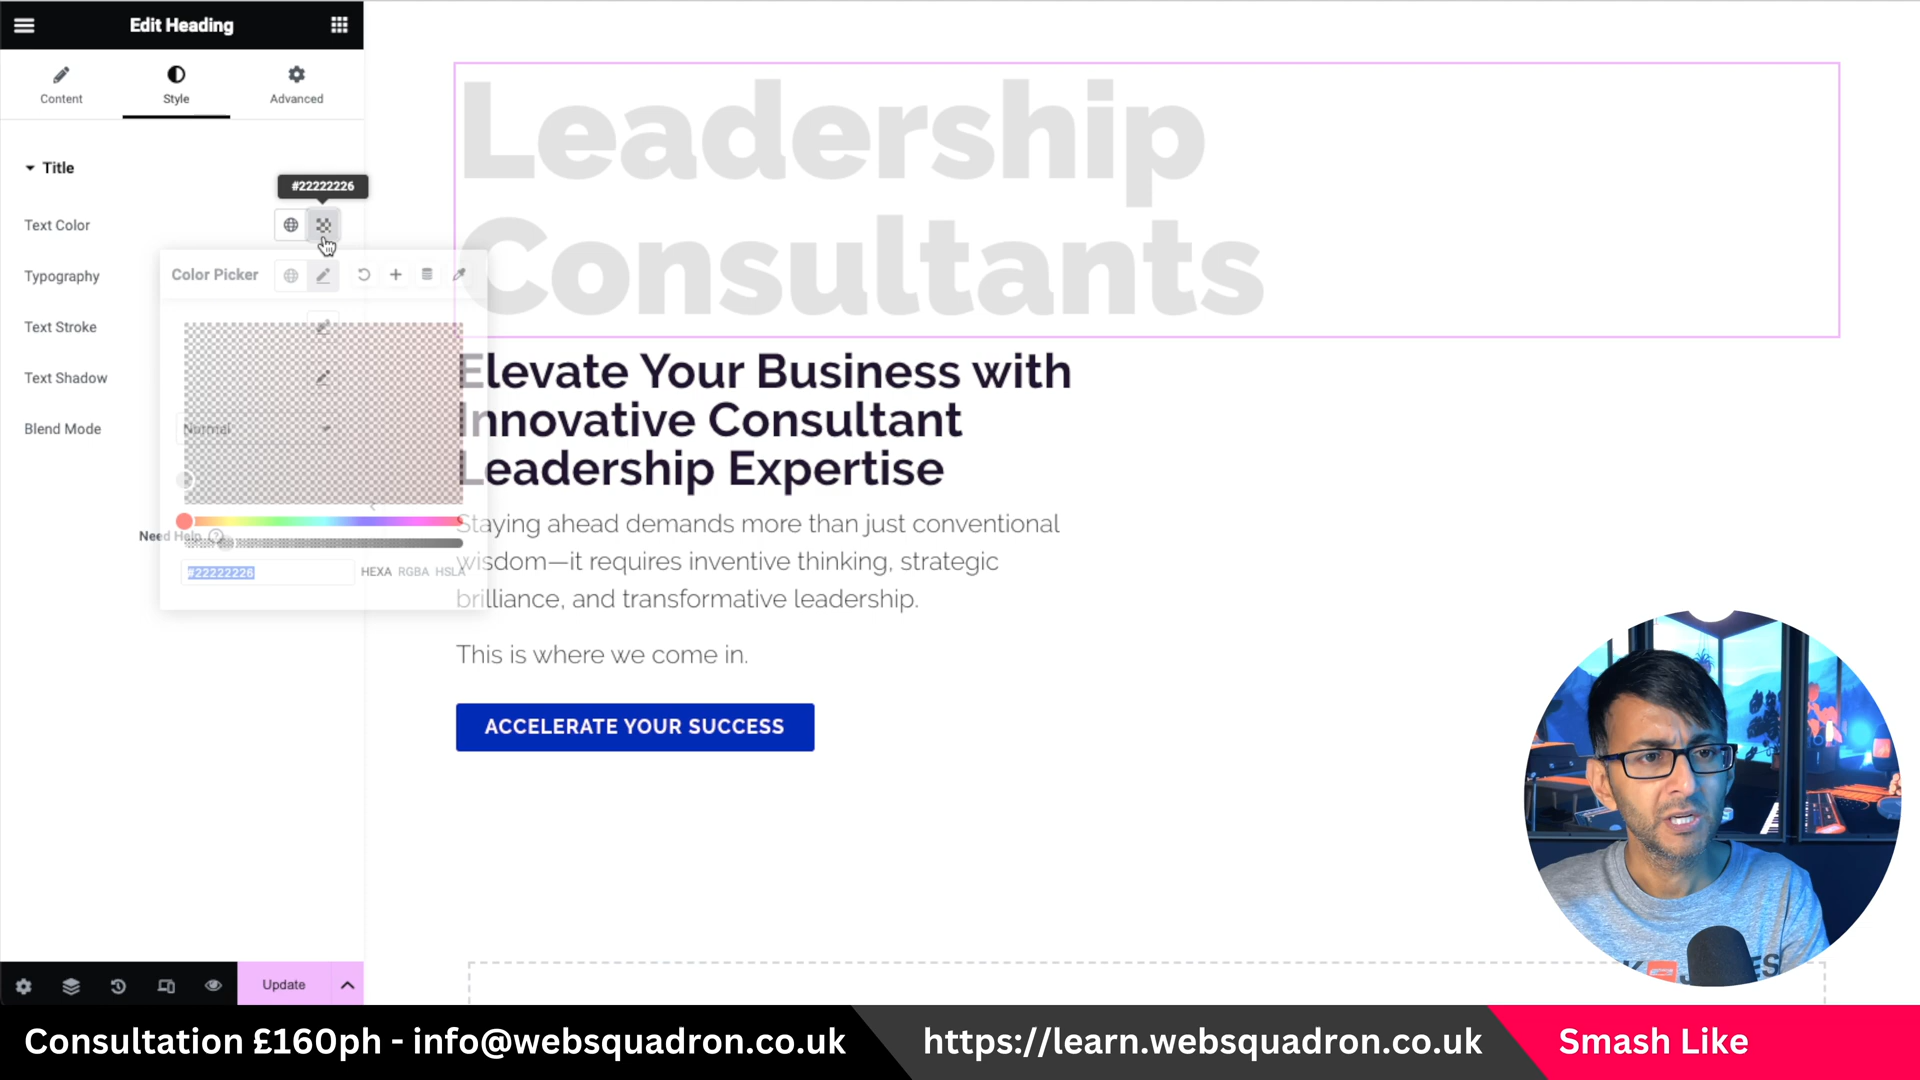 Edit Heading
Content
Style
Advanced
Title
#22222226
Text Color
Color Picker
Typography
Text Stroke
Text Shadow
Blend Mode
Normal
Need Help
#22222226
HEXA RGBA HSLA
Update
Leadership
Consultants
Elevate Your Business with
Innovative Consultant
Leadership Expertise
Staying ahead demands more than just conventional
wisdom—it requires inventive thinking, strategic
brilliance, and transformative leadership.
This is where we come in.
ACCELERATE YOUR SUCCESS
Consultation £160ph - info@websquadron.co.uk
https://learn.websquadron.co.uk
Smash Like